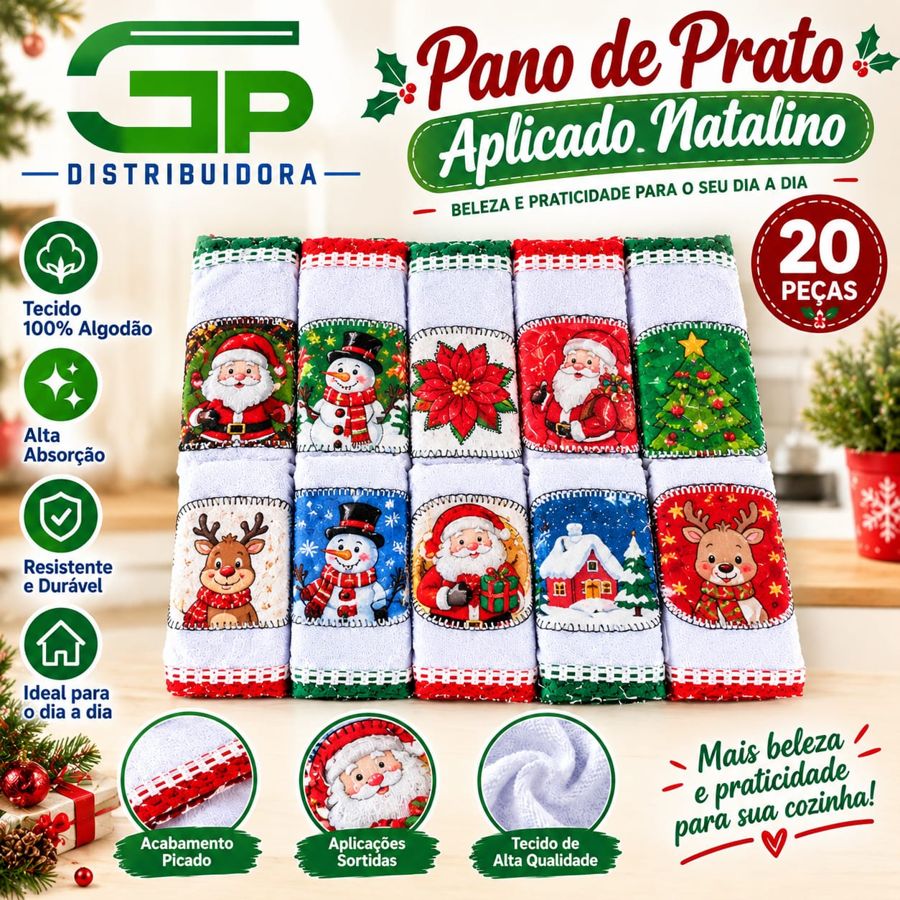 GP
DISTRIBUIDORA
Pano de Prato
Aplicado. Natalino
BELEZA E PRATICIDADE PARA O SEU DIA A DIA
20
PEÇAS
Tecido
100% Algodão
Alta
Absorção
Resistente
e Durável
Ideal para
o dia a dia
Acabamento
Picado
Aplicações
Sortidas
Tecido de
Alta Qualidade
Mais beleza
e praticidade
para sua cozinha!